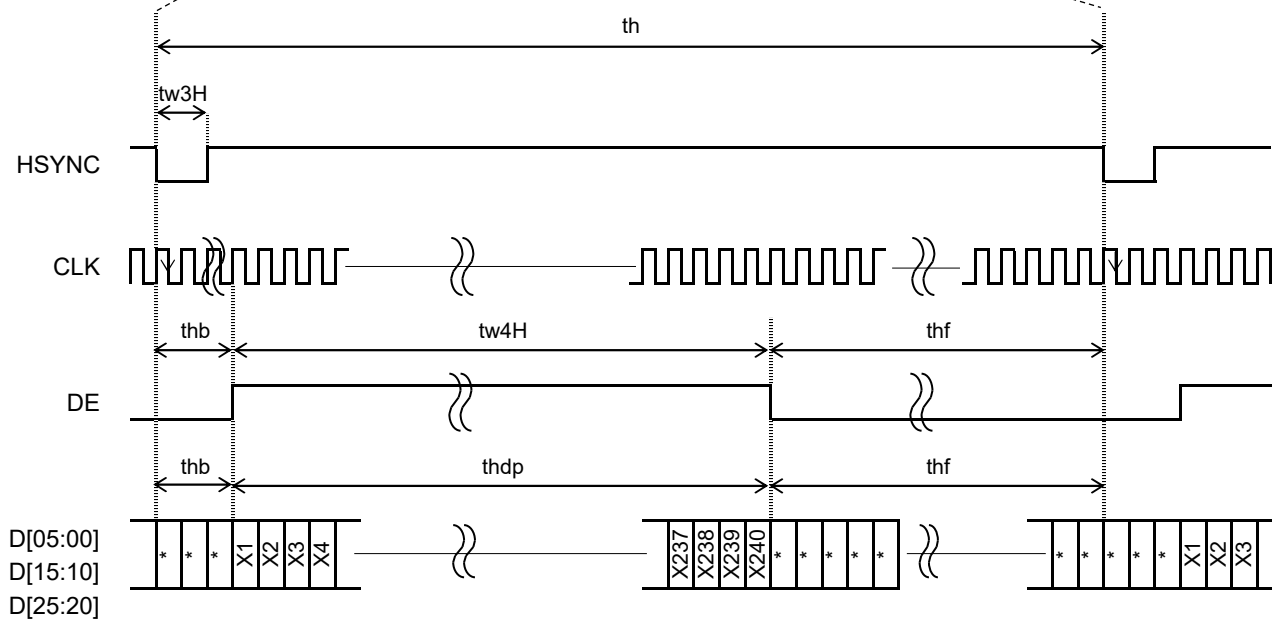 th
tw3H
HSYNC
CLK
thb tw4H thf
DE
thb thdp thf
D[05:00]
D[15:10]
D[25:20]
* * * X1 X2 X3 X4 X237 X238 X239 X240 * * * * * * * * * * X1 X2 X3